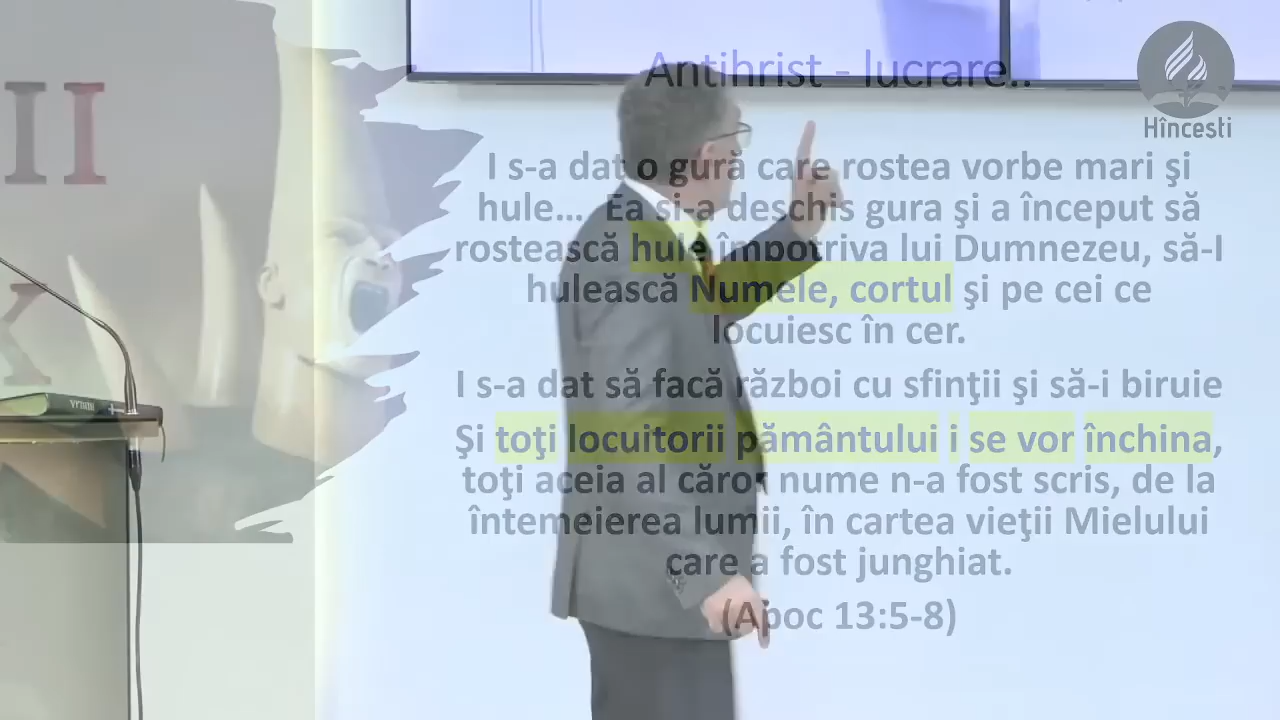 Antihrist - lucrare..
Hîncești
II
I s-a dat o gură care rostea vorbe mari şi
hule... Ea şi-a deschis gura şi a început să
rostească hule împotriva lui Dumnezeu, să-I
hulească Numele, cortul şi pe cei ce
locuiesc în cer.
I s-a dat să facă război cu sfinţii şi să-i biruie
Şi toţi locuitorii pământului i se vor închina,
toţi aceia al căror nume n-a fost scris, de la
întemeierea lumii, în cartea vieţii Mielului
care a fost junghiat.
(Apoc 13:5-8)